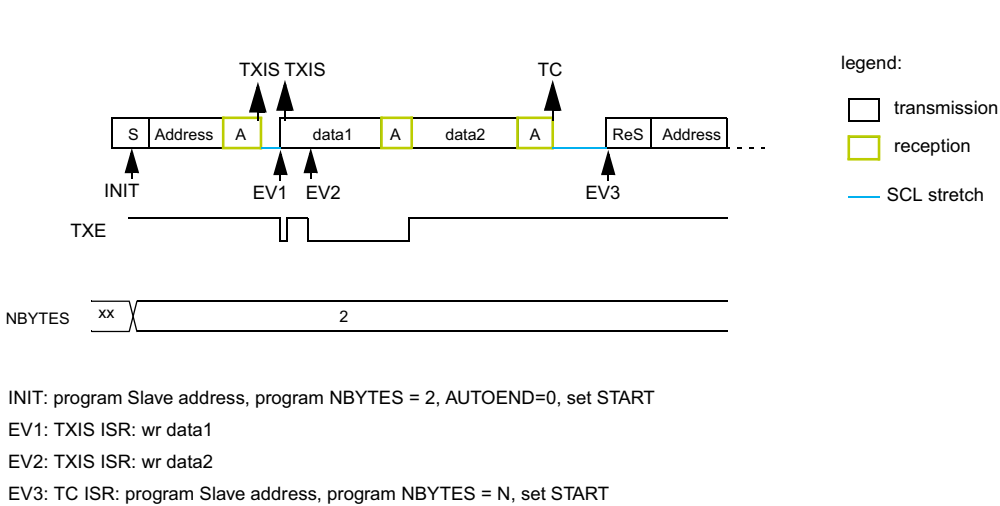 legend:
TXIS TXIS
TC
transmission
S Address A data1 A data2 A ReS Address
reception
INIT
EV1 EV2
EV3
SCL stretch
TXE
NBYTES xx 2
INIT: program Slave address, program NBYTES = 2, AUTOEND=0, set START
EV1: TXIS ISR: wr data1
EV2: TXIS ISR: wr data2
EV3: TC ISR: program Slave address, program NBYTES = N, set START